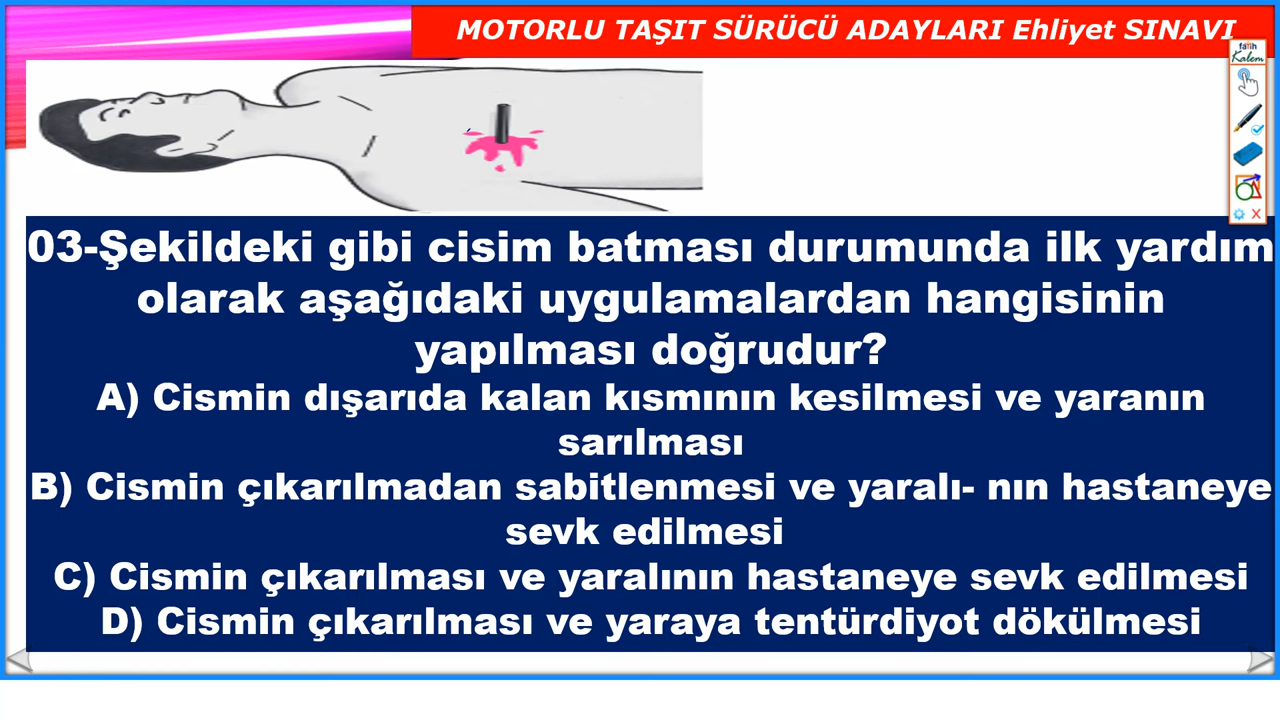 MOTORLU TAŞIT SÜRÜCÜ ADAYLARI Ehliyet SINAVI
fatih
Kalem
03-Şekildeki gibi cisim batması durumunda ilk yardım
olarak aşağıdaki uygulamalardan hangisinin
yapılması doğrudur?
A) Cismin dışarıda kalan kısmının kesilmesi ve yaranın
sarılması
B) Cismin çıkarılmadan sabitlenmesi ve yaralı- nın hastaneye
sevk edilmesi
C) Cismin çıkarılması ve yaralının hastaneye sevk edilmesi
D) Cismin çıkarılması ve yaraya tentürdiyot dökülmesi